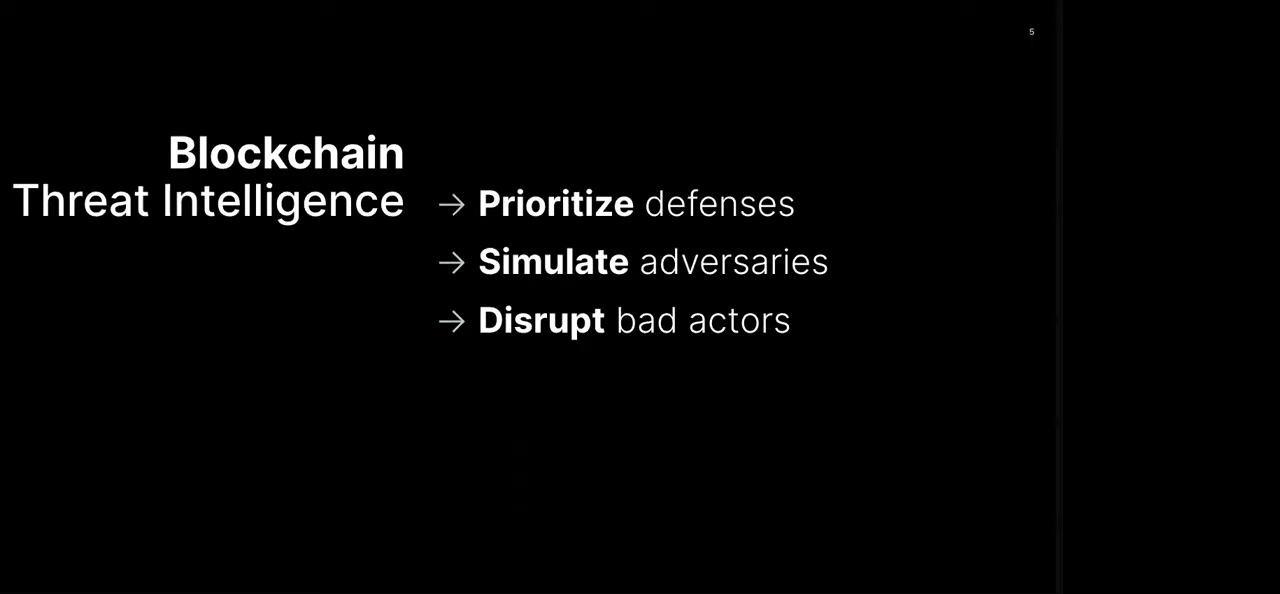 5
Blockchain
Threat Intelligence
→ Prioritize defenses
→ Simulate adversaries
→ Disrupt bad actors